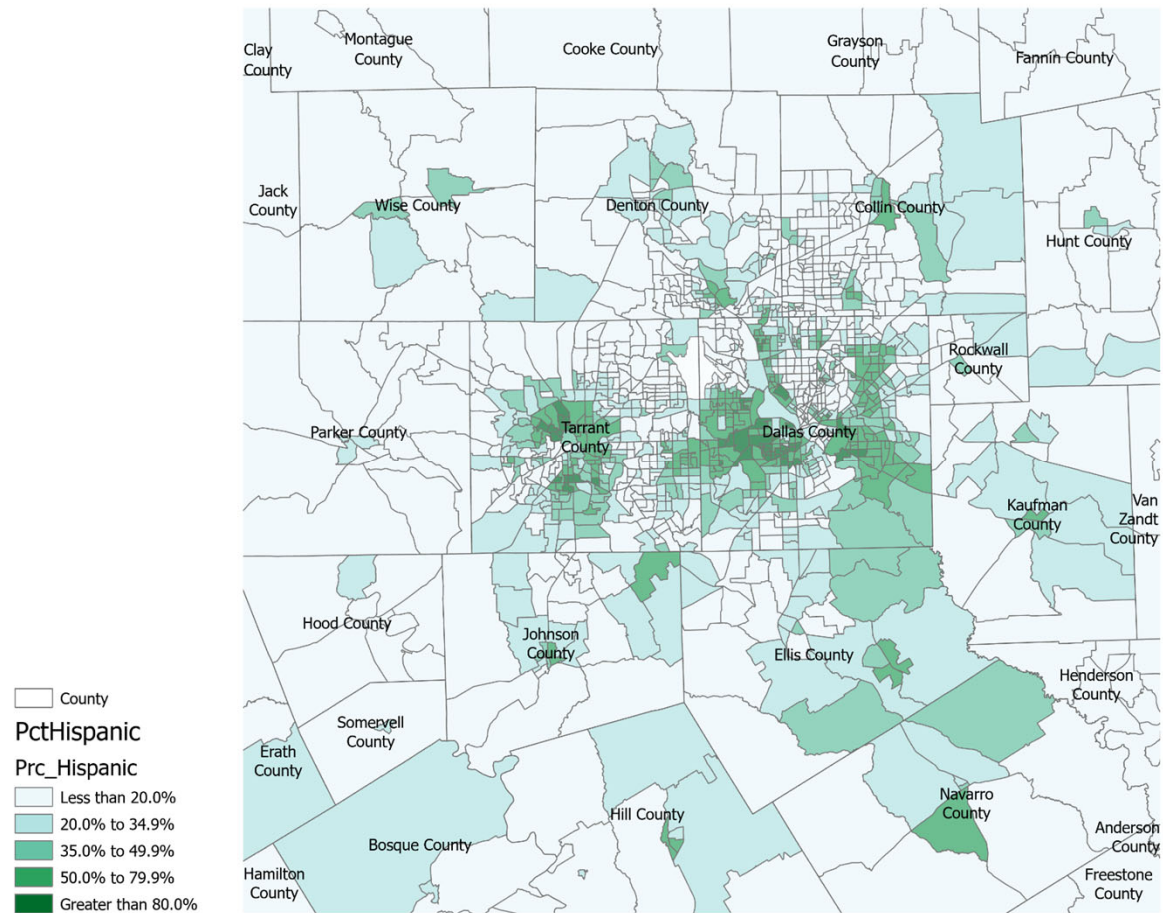 Clay
County
Montague
County
Cooke County
Grayson
County
Fannin County
Jack
County
Wise County
Denton County
Collin County
Hunt County
Rockwall
County
Parker County
Tarrant
County
Dallas County
Kaufman
County
Van
Zandt
County
Hood County
Johnson
County
Ellis County
Henderson
County
Somervell
County
Erath
County
Bosque County
Hill County
Navarro
County
Anderson
County
Hamilton
County
Freestone
County
County
PctHispanic
Prc_Hispanic
Less than 20.0%
20.0% to 34.9%
35.0% to 49.9%
50.0% to 79.9%
Greater than 80.0%